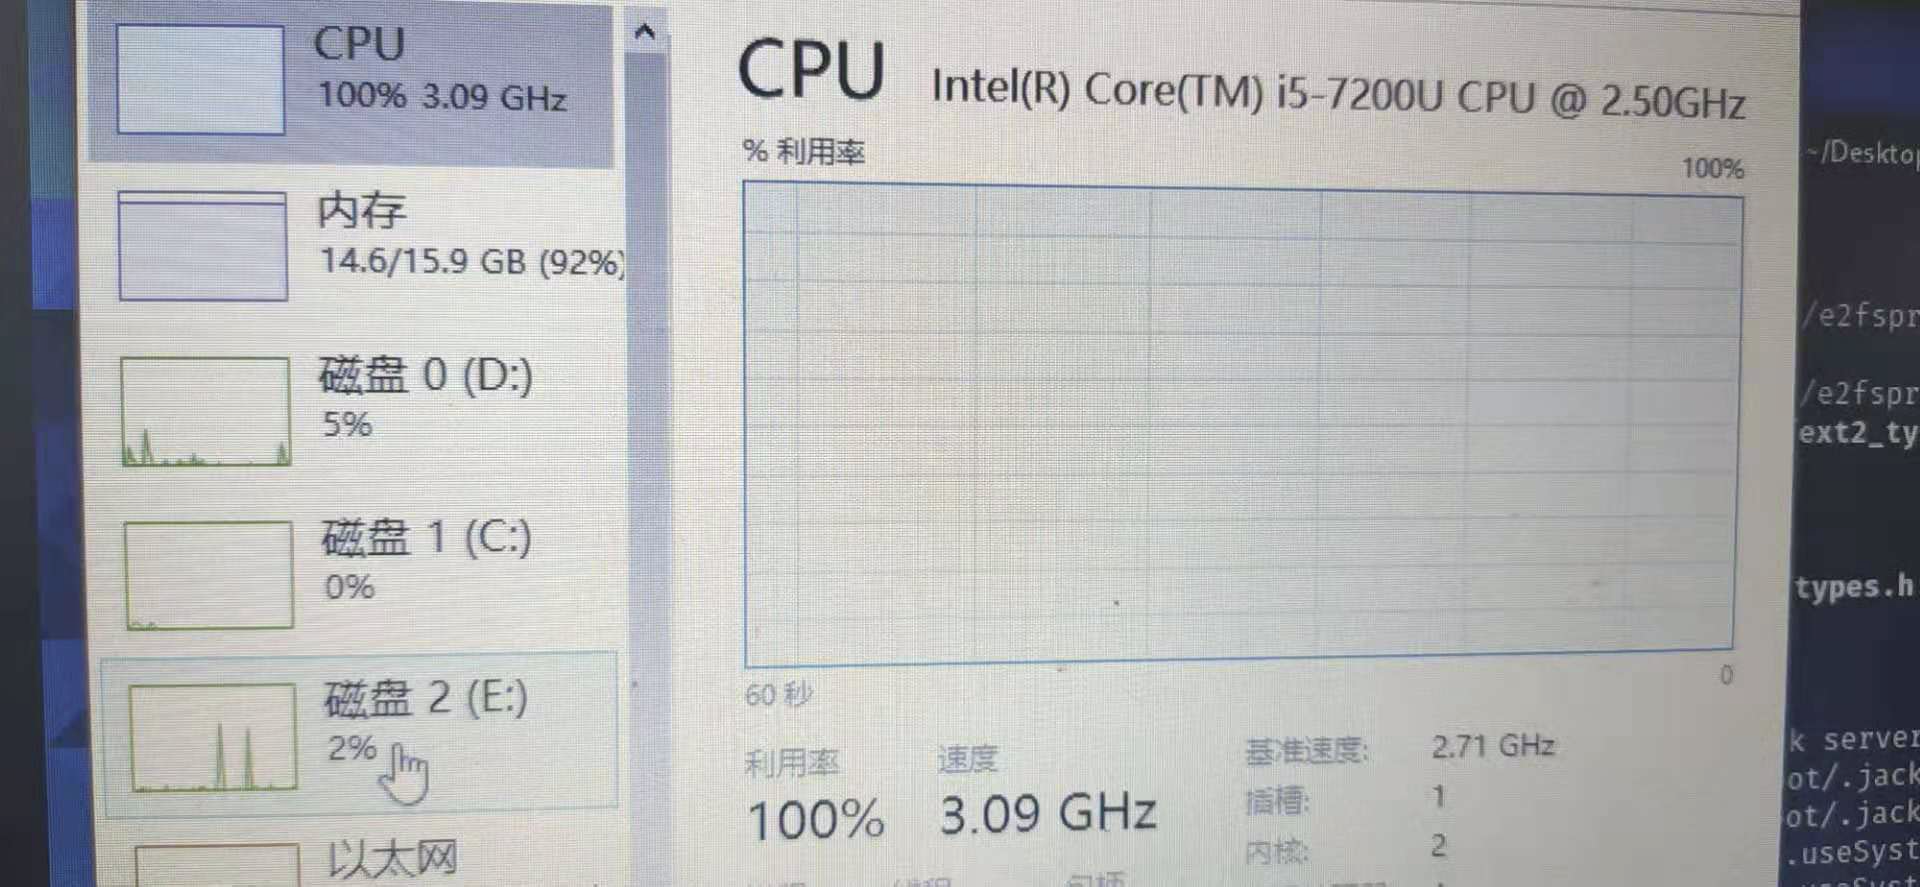 CPU
100% 3.09 GHz
内存
14.6/15.9 GB (92%)
磁盘 0 (D:)
5%
磁盘 1 (C:)
0%
磁盘 2 (E:)
2%
以太网
CPU Intel(R) Core(TM) i5-7200U CPU @ 2.50GHz
% 利用率 100%
60 秒 0
利用率 速度
100% 3.09 GHz
基准速度: 2.71 GHz
插槽: 1
内核: 2
~/Desktop
/e2fspr
/e2fspr
ext2_ty
types.h
k server
ot/.jack
ot/.jack
.useSyst